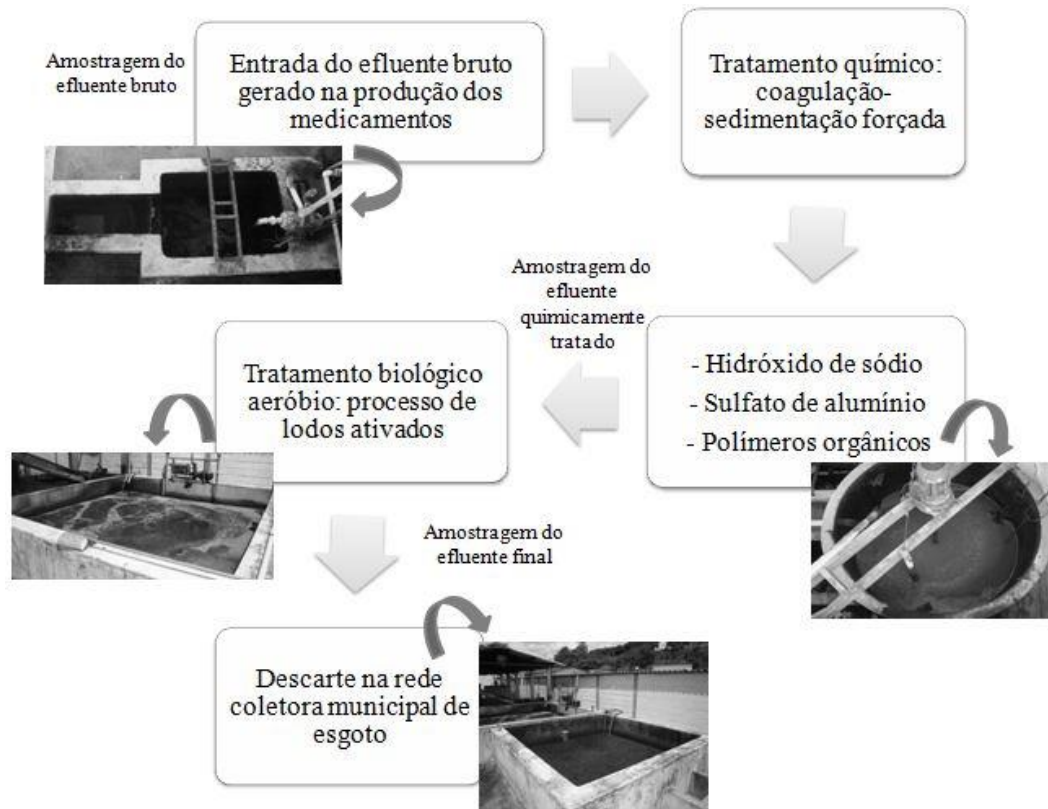 Amostragem do
efluente bruto
Entrada do efluente bruto
gerado na produção dos
medicamentos
Tratamento químico:
coagulação-
sedimentação forçada
- Hidróxido de sódio
- Sulfato de alumínio
- Polímeros orgânicos
Amostragem do
efluente
quimicamente
tratado
Tratamento biológico
aeróbio: processo de
lodos ativados
Amostragem do
efluente final
Descarte na rede
coletora municipal de
esgoto